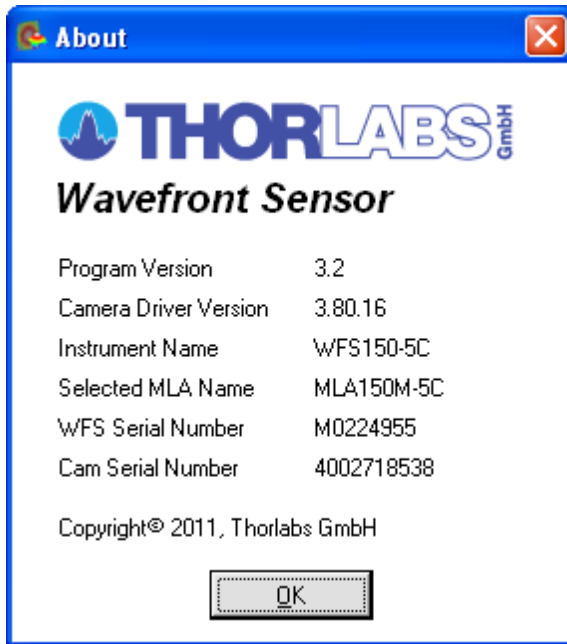 About
THORLABS GmbH
Wavefront Sensor
Program Version 3.2
Camera Driver Version 3.80.16
Instrument Name WFS150-5C
Selected MLA Name MLA150M-5C
WFS Serial Number M0224955
Cam Serial Number 4002718538
Copyright© 2011, Thorlabs GmbH
OK